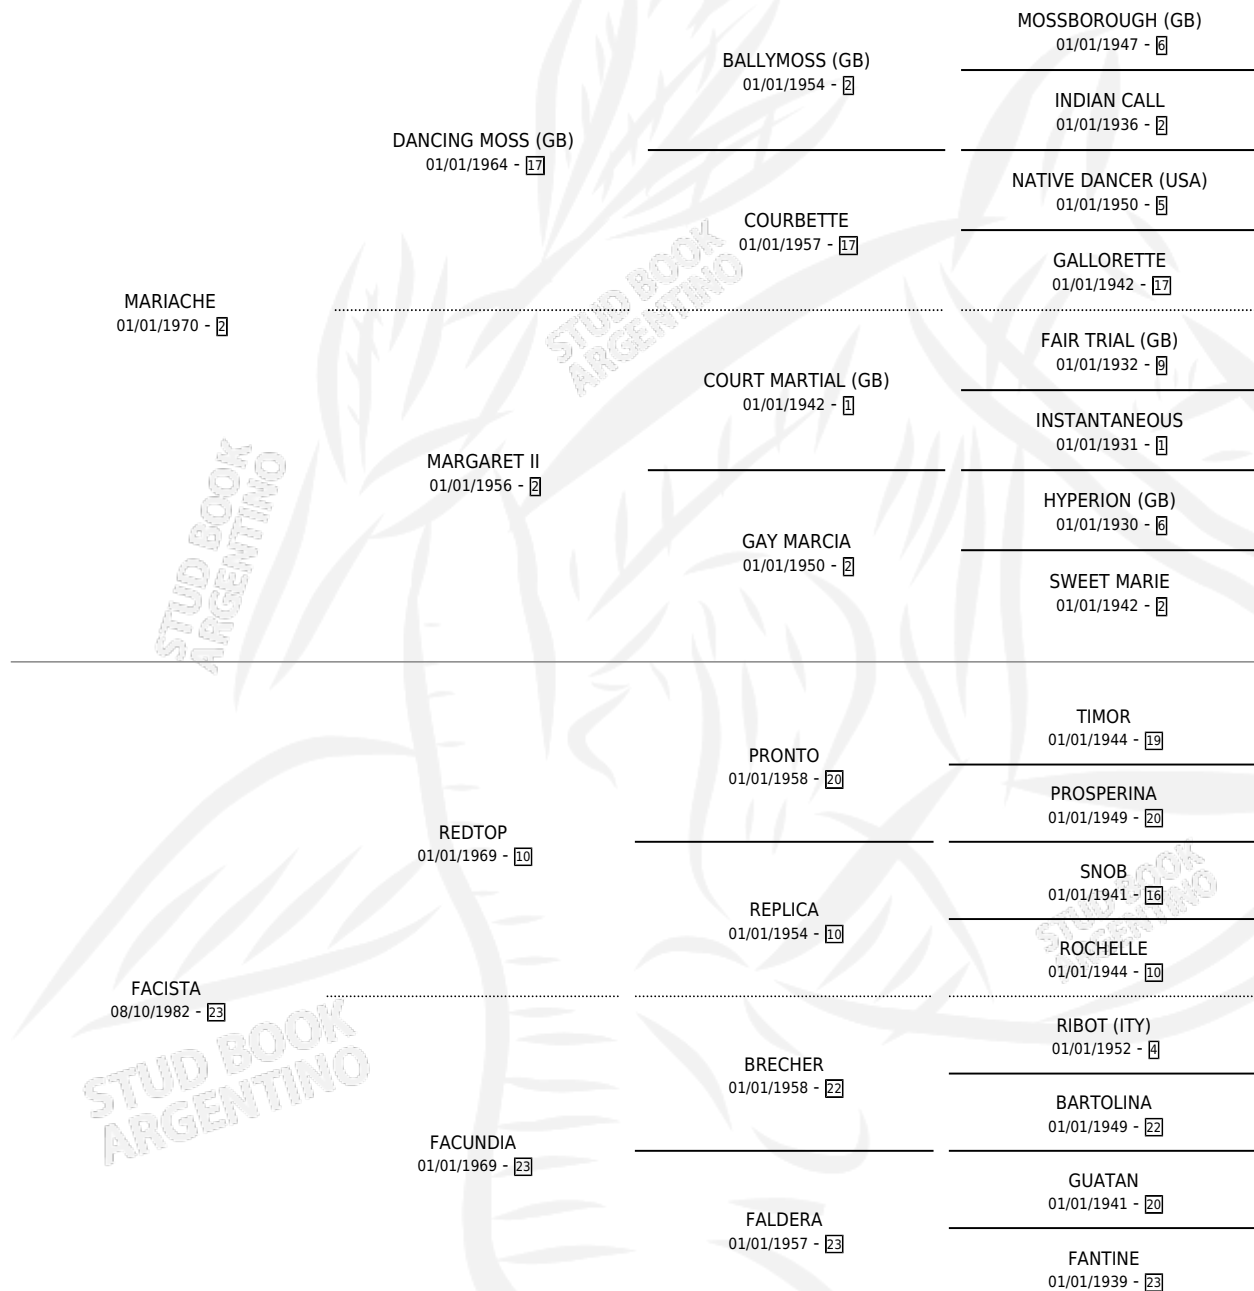 MOSSBOROUGH (GB)
01/01/1947 - 6
BALLYMOSS (GB)
01/01/1954 - 2
INDIAN CALL
01/01/1936 - 2
DANCING MOSS (GB)
01/01/1964 - 17
NATIVE DANCER (USA)
01/01/1950 - 5
COURBETTE
01/01/1957 - 17
GALLORETTE
01/01/1942 - 17
MARIACHE
01/01/1970 - 2
FAIR TRIAL (GB)
01/01/1932 - 9
COURT MARTIAL (GB)
01/01/1942 - 1
INSTANTANEOUS
01/01/1931 - 1
MARGARET II
01/01/1956 - 2
HYPERION (GB)
01/01/1930 - 6
GAY MARCIA
01/01/1950 - 2
SWEET MARIE
01/01/1942 - 2
TIMOR
01/01/1944 - 19
PRONTO
01/01/1958 - 20
PROSPERINA
01/01/1949 - 20
REDTOP
01/01/1969 - 10
SNOB
01/01/1941 - 16
REPLICA
01/01/1954 - 10
ROCHELLE
01/01/1944 - 10
FACISTA
08/10/1982 - 23
RIBOT (ITY)
01/01/1952 - 4
BRECHER
01/01/1958 - 22
BARTOLINA
01/01/1949 - 22
FACUNDIA
01/01/1969 - 23
GUATAN
01/01/1941 - 20
FALDERA
01/01/1957 - 23
FANTINE
01/01/1939 - 23
STUD BOOK
ARGENTINO
STUD BOOK
ARGENTINO
STUD BOOK
ARGENTINO
STUD BOOK
ARGENTINO